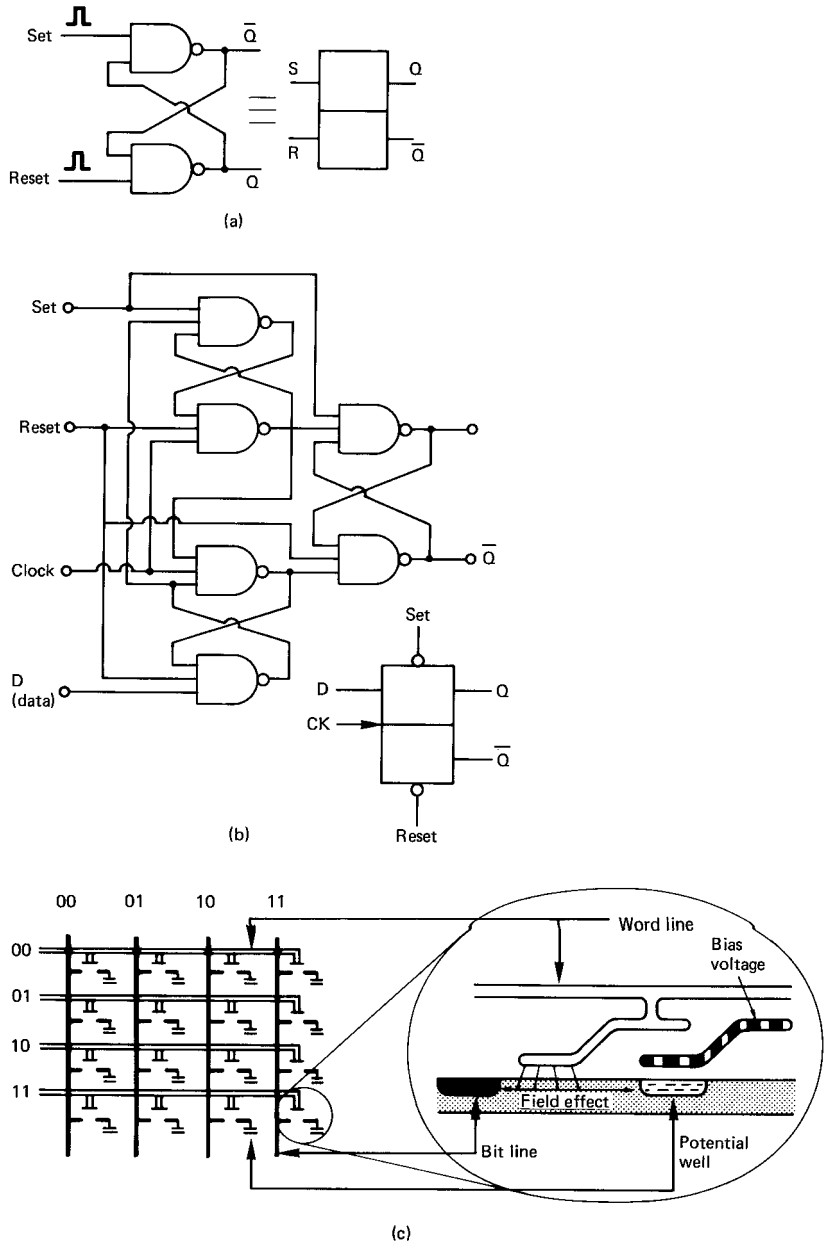 Set
Q̅
S
Q
R
Q̅
Reset
Q
(a)
Set
Reset
Clock
Q̅
Set
D
(data)
D
Q
CK
Q̅
(b)
Reset
00 01 10 11
Word line
00
Bias
voltage
01
10
11
Field effect
Bit line
Potential
well
(c)